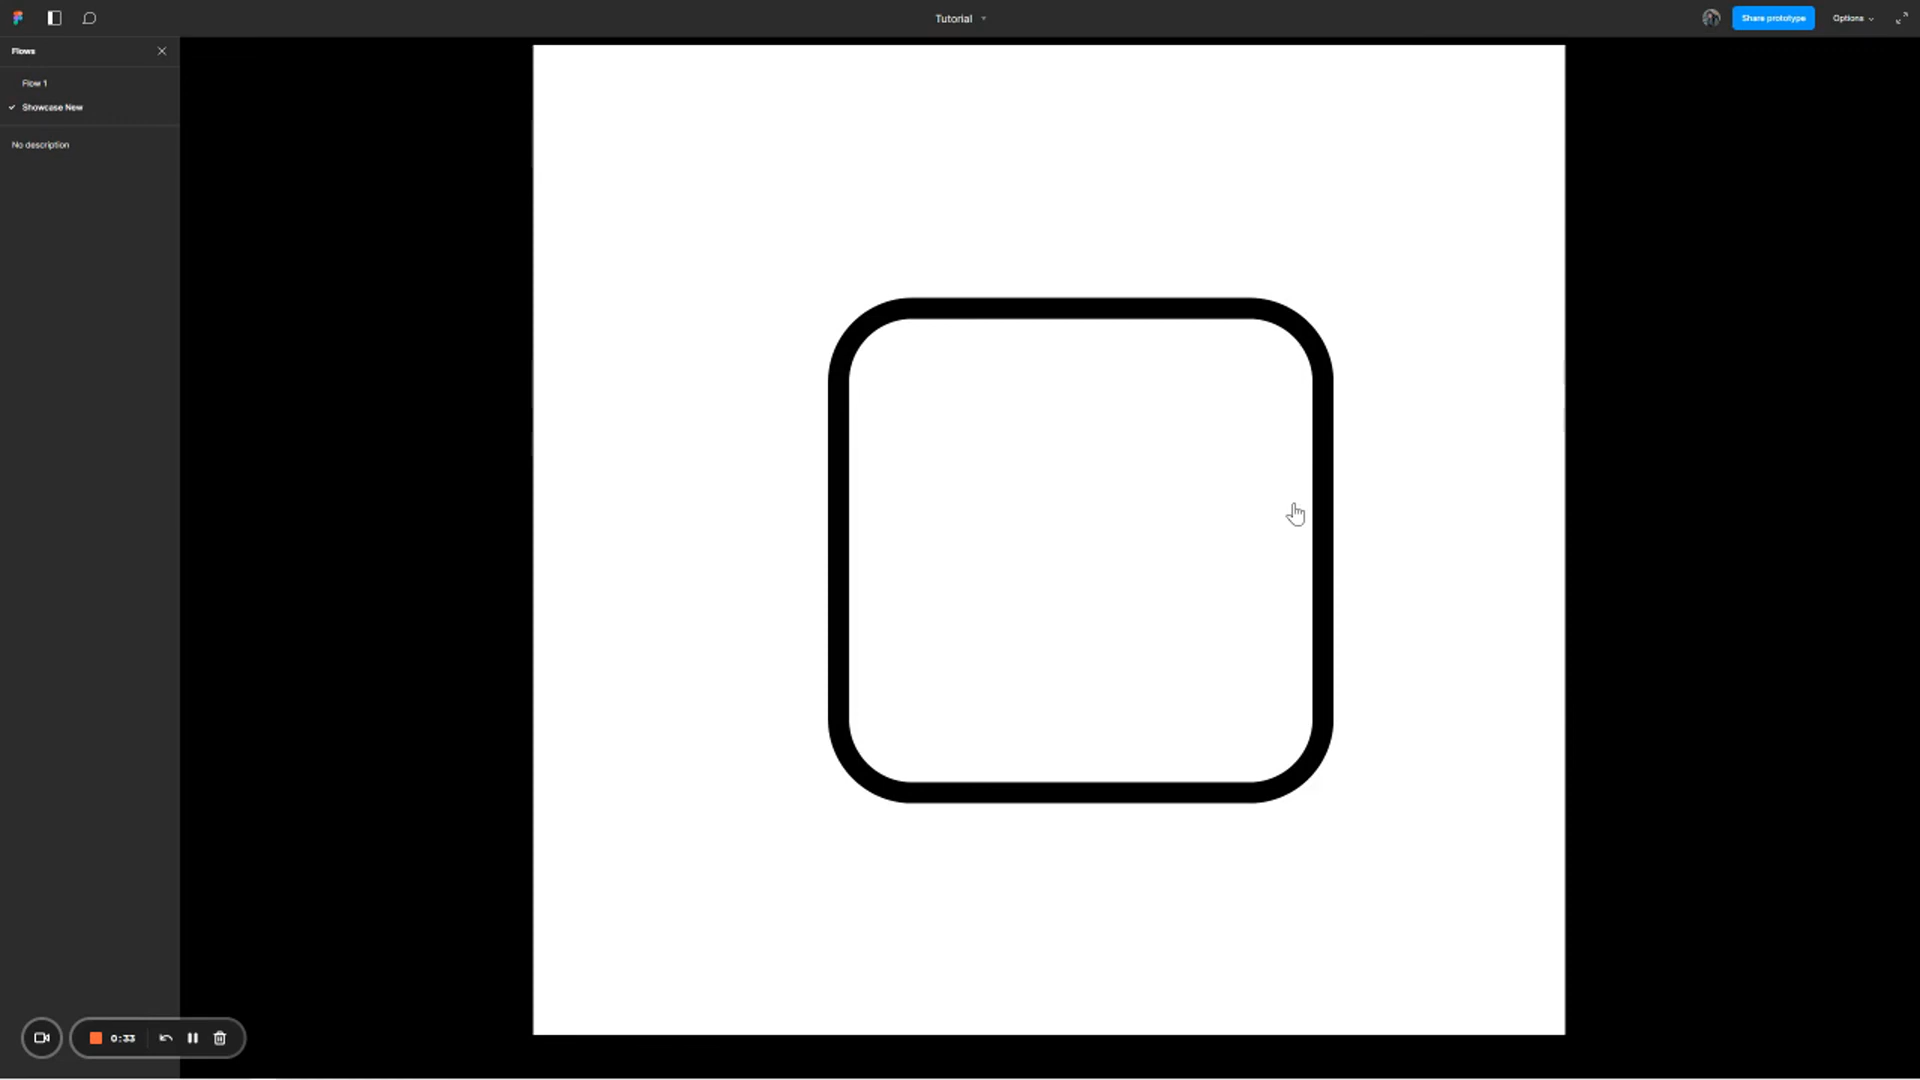 Tutorial
Share prototype
Options
Flows
Flow 1
Showcase New
No description
0:33